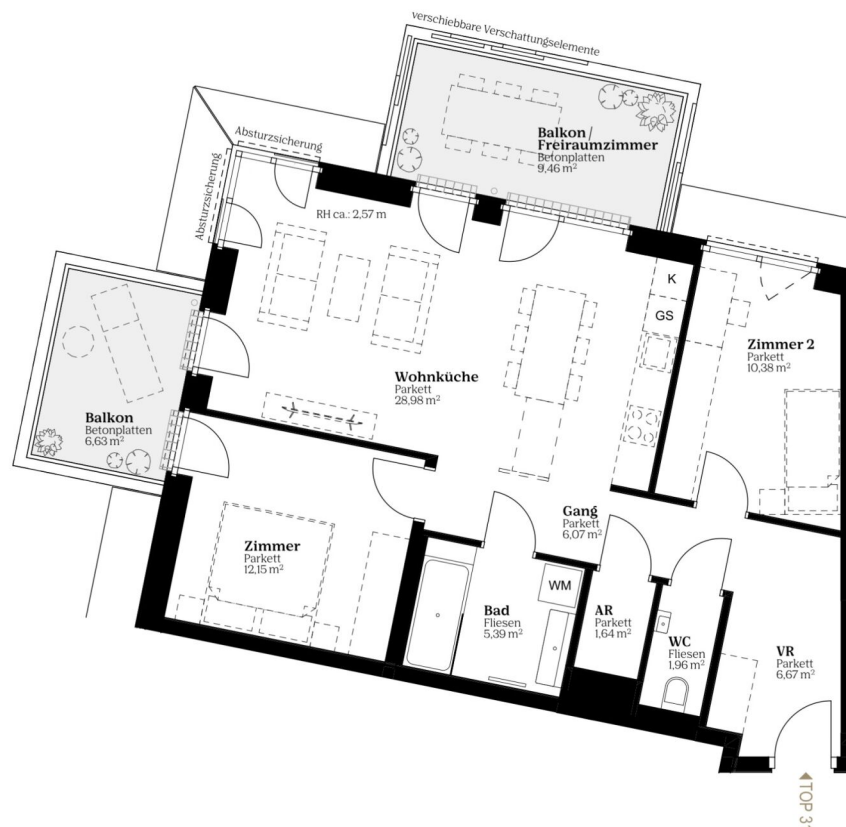 verschiebbare Verschattungselemente
Absturzsicherung
Absturzsicherung
Balkon/
Freiraumzimmer
Betonplatten
9,46 m²
RH ca.: 2,57 m
K
GS
Zimmer 2
Parkett
10,38 m²
Wohnküche
Parkett
28,98 m²
Balkon
Betonplatten
6,63 m²
Gang
Parkett
6,07 m²
Zimmer
Parkett
12,15 m²
WM
Bad
Fliesen
5,39 m²
AR
Parkett
1,64 m²
WC
Fliesen
1,96 m²
VR
Parkett
6,67 m²
TOP